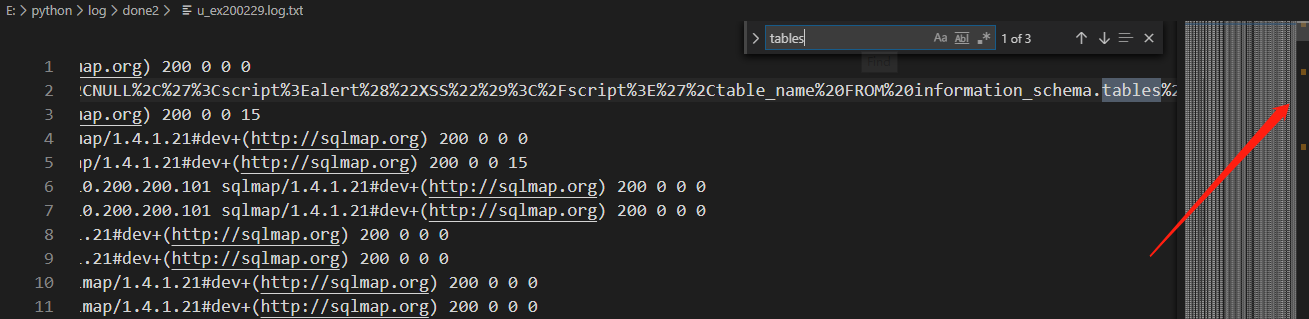 E: > python > log > done2 > u_ex200229.log.txt
tables Aa Abl .* 1 of 3
1 map.org) 200 0 0 0
2 CNULL%2C%27%3Cscript%3Ealert%28%22XSS%22%29%3C%2Fscript%3E%27%2Ctable_name%20FROM%20information_schema.tables%2
3 map.org) 200 0 0 15
4 map/1.4.1.21#dev+(http://sqlmap.org) 200 0 0 0
5 p/1.4.1.21#dev+(http://sqlmap.org) 200 0 0 15
6 0.200.200.101 sqlmap/1.4.1.21#dev+(http://sqlmap.org) 200 0 0 0
7 0.200.200.101 sqlmap/1.4.1.21#dev+(http://sqlmap.org) 200 0 0 0
8 .21#dev+(http://sqlmap.org) 200 0 0 0
9 .21#dev+(http://sqlmap.org) 200 0 0 0
10 map/1.4.1.21#dev+(http://sqlmap.org) 200 0 0 0
11 map/1.4.1.21#dev+(http://sqlmap.org) 200 0 0 0